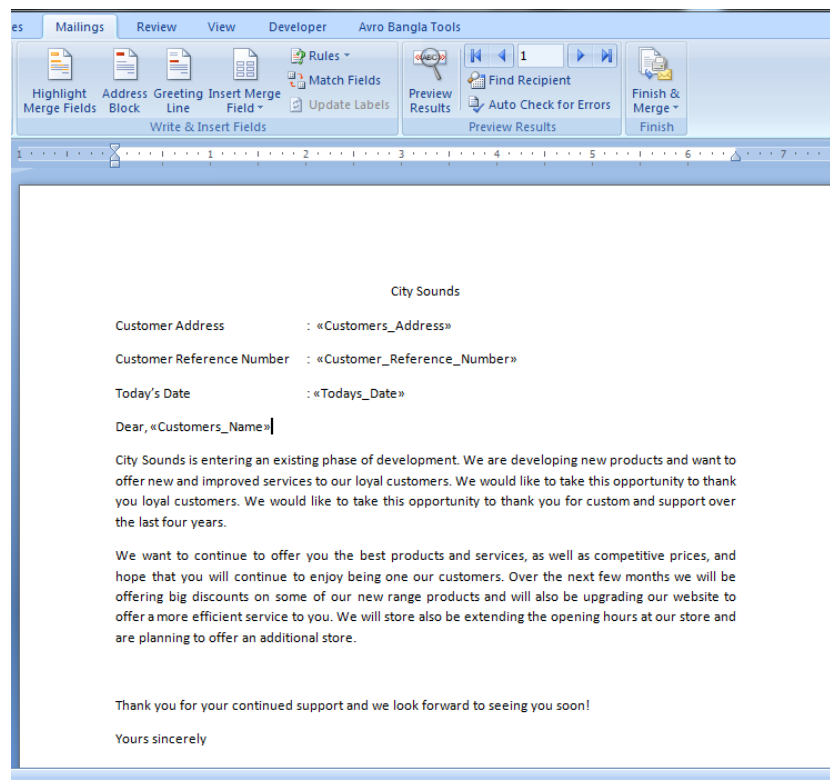 es Mailings Review View Developer Avro Bangla Tools
Highlight Merge Fields
Address Block
Greeting Line
Insert Merge Field
Rules
Match Fields
Update Labels
Write & Insert Fields
«ABC»
Preview Results
1
Find Recipient
Auto Check for Errors
Preview Results
Finish & Merge
Finish
1 1 2 3 4 5 6 7
City Sounds
Customer Address : «Customers_Address»
Customer Reference Number : «Customer_Reference_Number»
Today's Date : «Todays_Date»
Dear, «Customers_Name»
City Sounds is entering an existing phase of development. We are developing new products and want to
offer new and improved services to our loyal customers. We would like to take this opportunity to thank
you loyal customers. We would like to take this opportunity to thank you for custom and support over
the last four years.
We want to continue to offer you the best products and services, as well as competitive prices, and
hope that you will continue to enjoy being one our customers. Over the next few months we will be
offering big discounts on some of our new range products and will also be upgrading our website to
offer a more efficient service to you. We will store also be extending the opening hours at our store and
are planning to offer an additional store.
Thank you for your continued support and we look forward to seeing you soon!
Yours sincerely